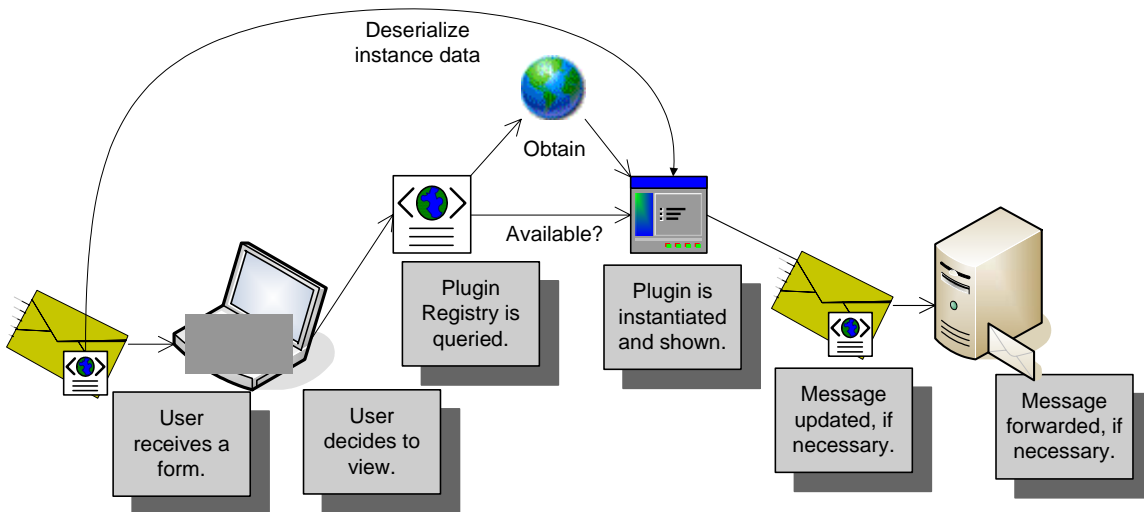 Deserialize
instance data
Obtain
Available?
Plugin
Registry is
queried.
Plugin is
instantiated
and shown.
User
receives a
form.
User
decides to
view.
Message
updated, if
necessary.
Message
forwarded, if
necessary.